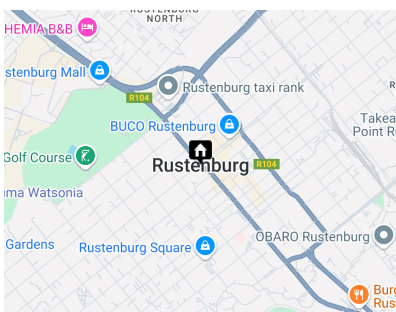 RUSTENBURG
NORTH
HEMIA B&B
stenburg Mall
Rustenburg taxi rank
R104
BUCO Rustenburg
Takea
Point R
Golf Course
Rustenburg
R104
uma Watsonia
Gardens
Rustenburg Square
OBARO Rustenburg
Burg
Rus